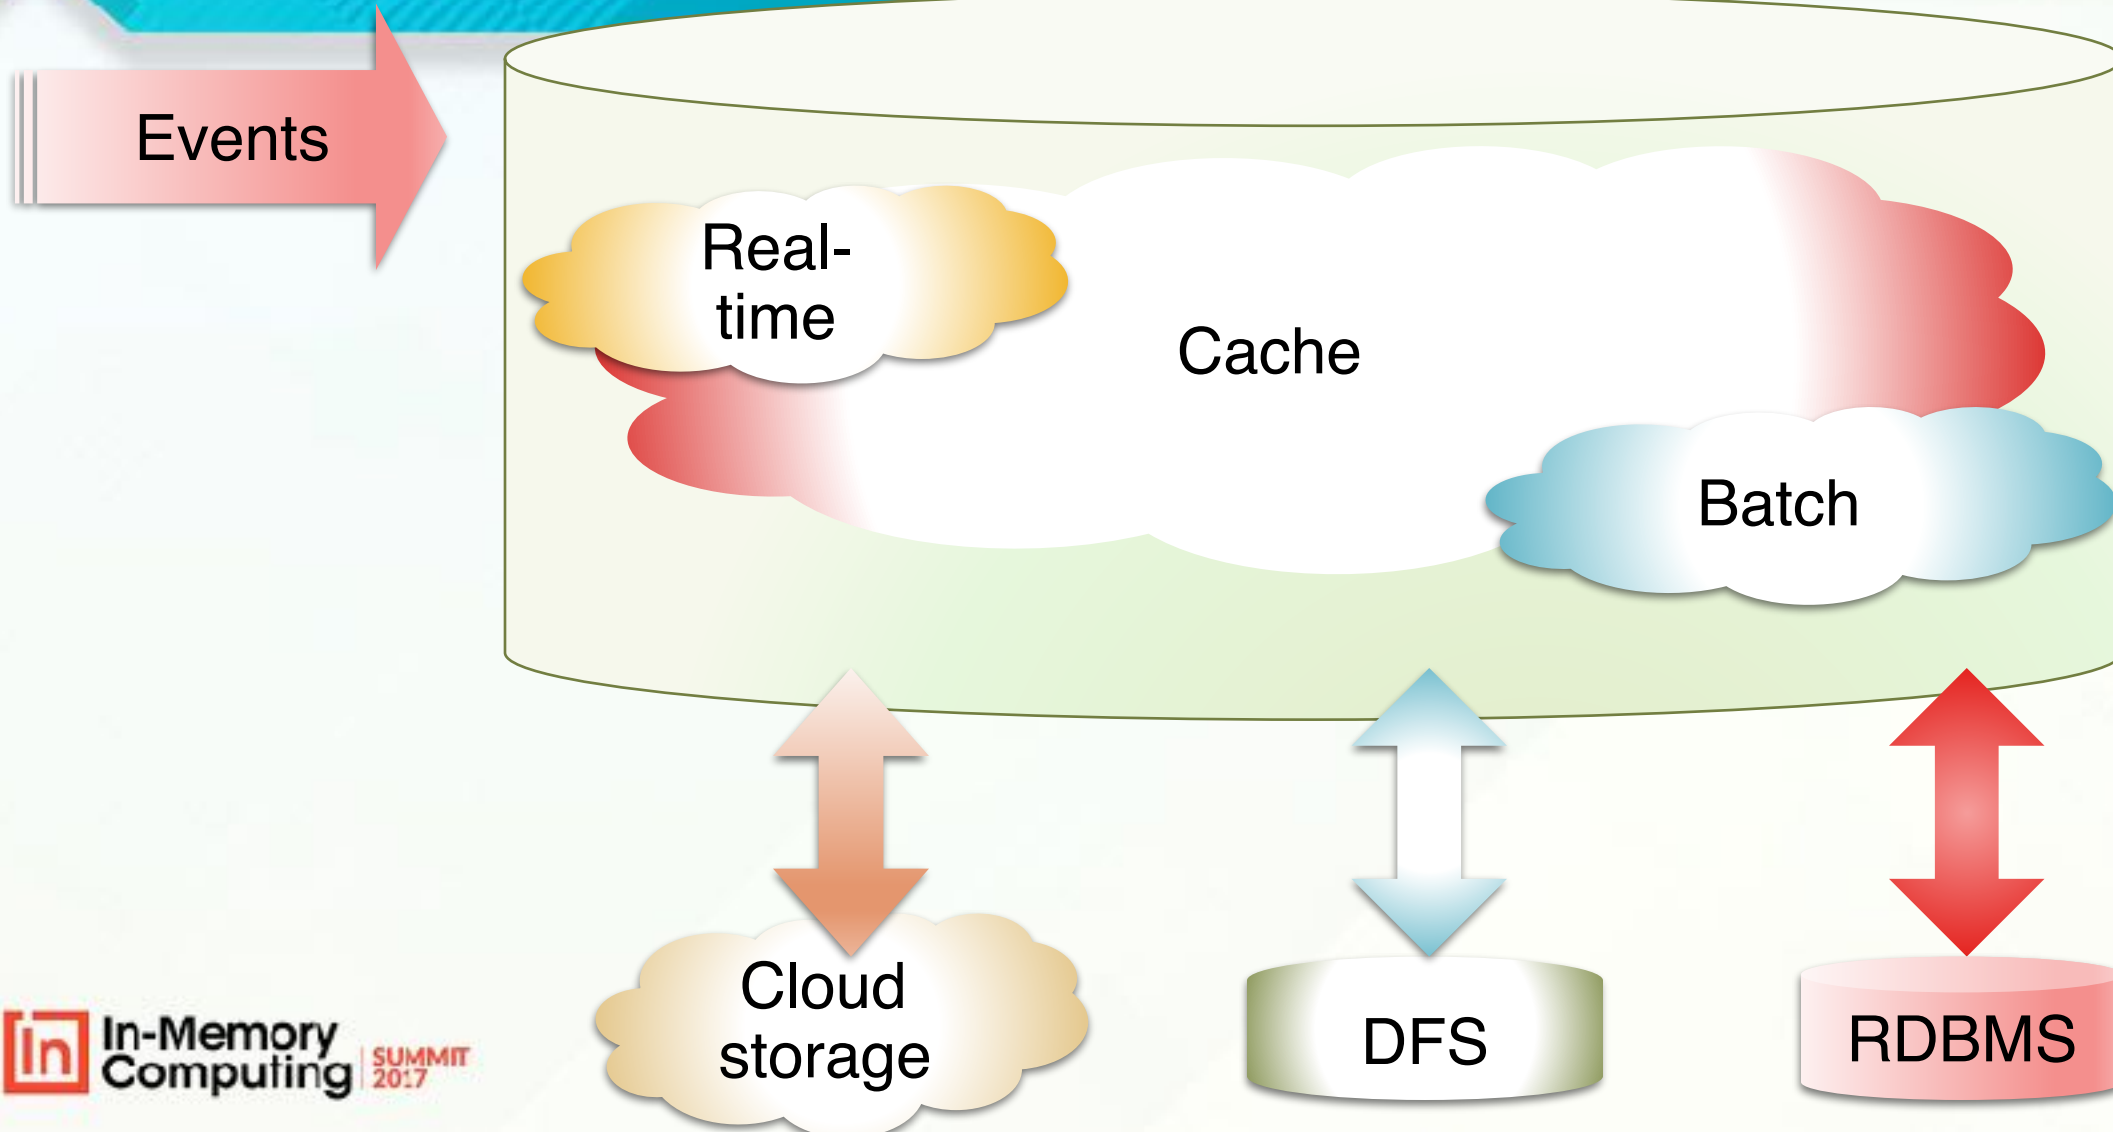 Events
Real-
time
Cache
Batch
Cloud
storage
DFS
RDBMS
In-Memory
Computing
SUMMIT
2017